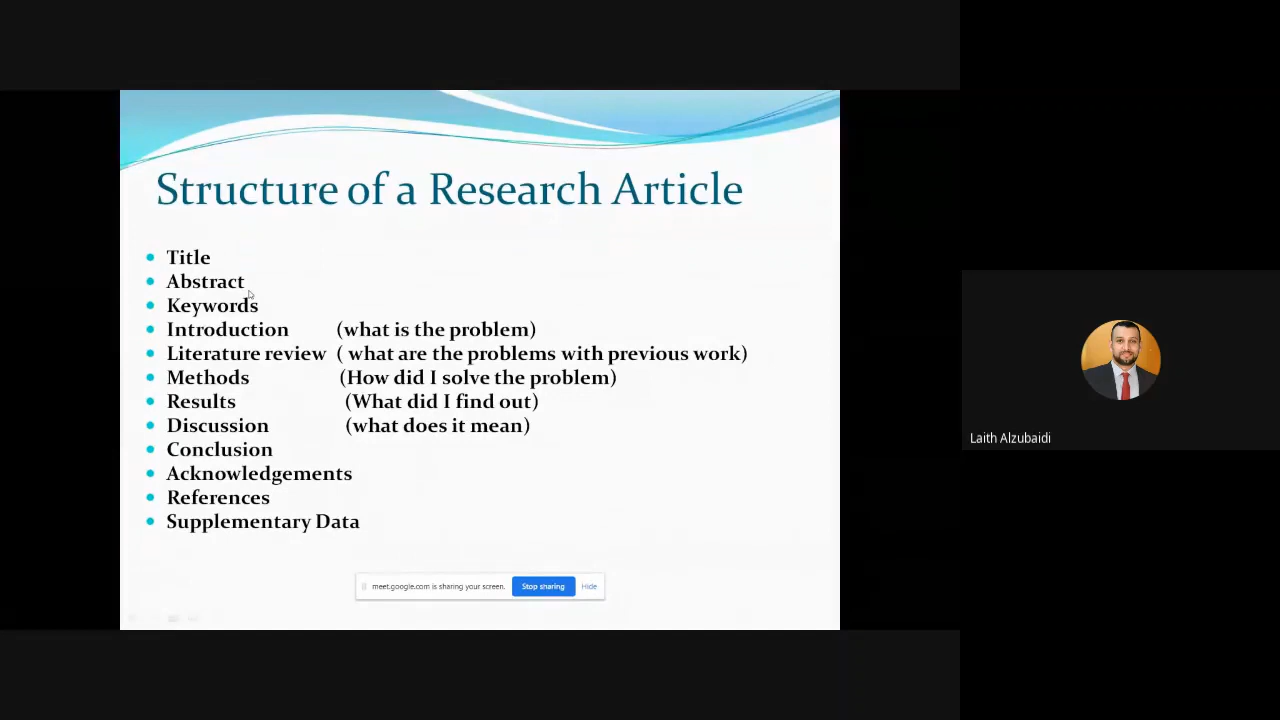 Structure of a Research Article
Title
Abstract
Keywords
Introduction (what is the problem)
Literature review ( what are the problems with previous work)
Methods (How did I solve the problem)
Results (What did I find out)
Discussion (what does it mean)
Conclusion
Acknowledgements
References
Supplementary Data
meet.google.com is sharing your screen. Stop sharing Hide
Laith Alzubaidi